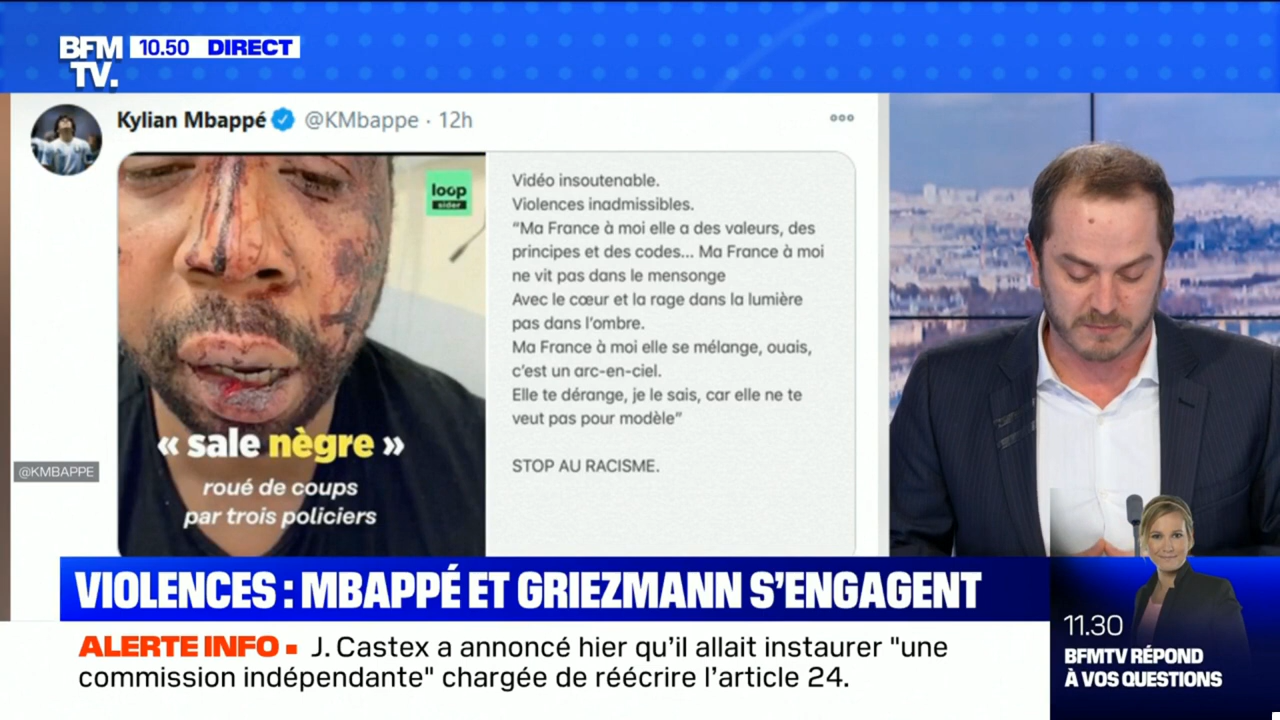 BFM
TV.
10.50 DIRECT
Kylian Mbappé @KMbappe · 12h
loop
sider
« sale nègre »
roué de coups
par trois policiers
Vidéo insoutenable.
Violences inadmissibles.
“Ma France à moi elle a des valeurs, des
principes et des codes... Ma France à moi
ne vit pas dans le mensonge
Avec le cœur et la rage dans la lumière
pas dans l’ombre.
Ma France à moi elle se mélange, ouais,
c’est un arc-en-ciel.
Elle te dérange, je le sais, car elle ne te
veut pas pour modèle”
STOP AU RACISME.
@KMBAPPE
VIOLENCES : MBAPPÉ ET GRIEZMANN S’ENGAGENT
ALERTE INFO ▪ J. Castex a annoncé hier qu’il allait instaurer "une
commission indépendante" chargée de réécrire l’article 24.
11.30
BFMTV RÉPOND
À VOS QUESTIONS